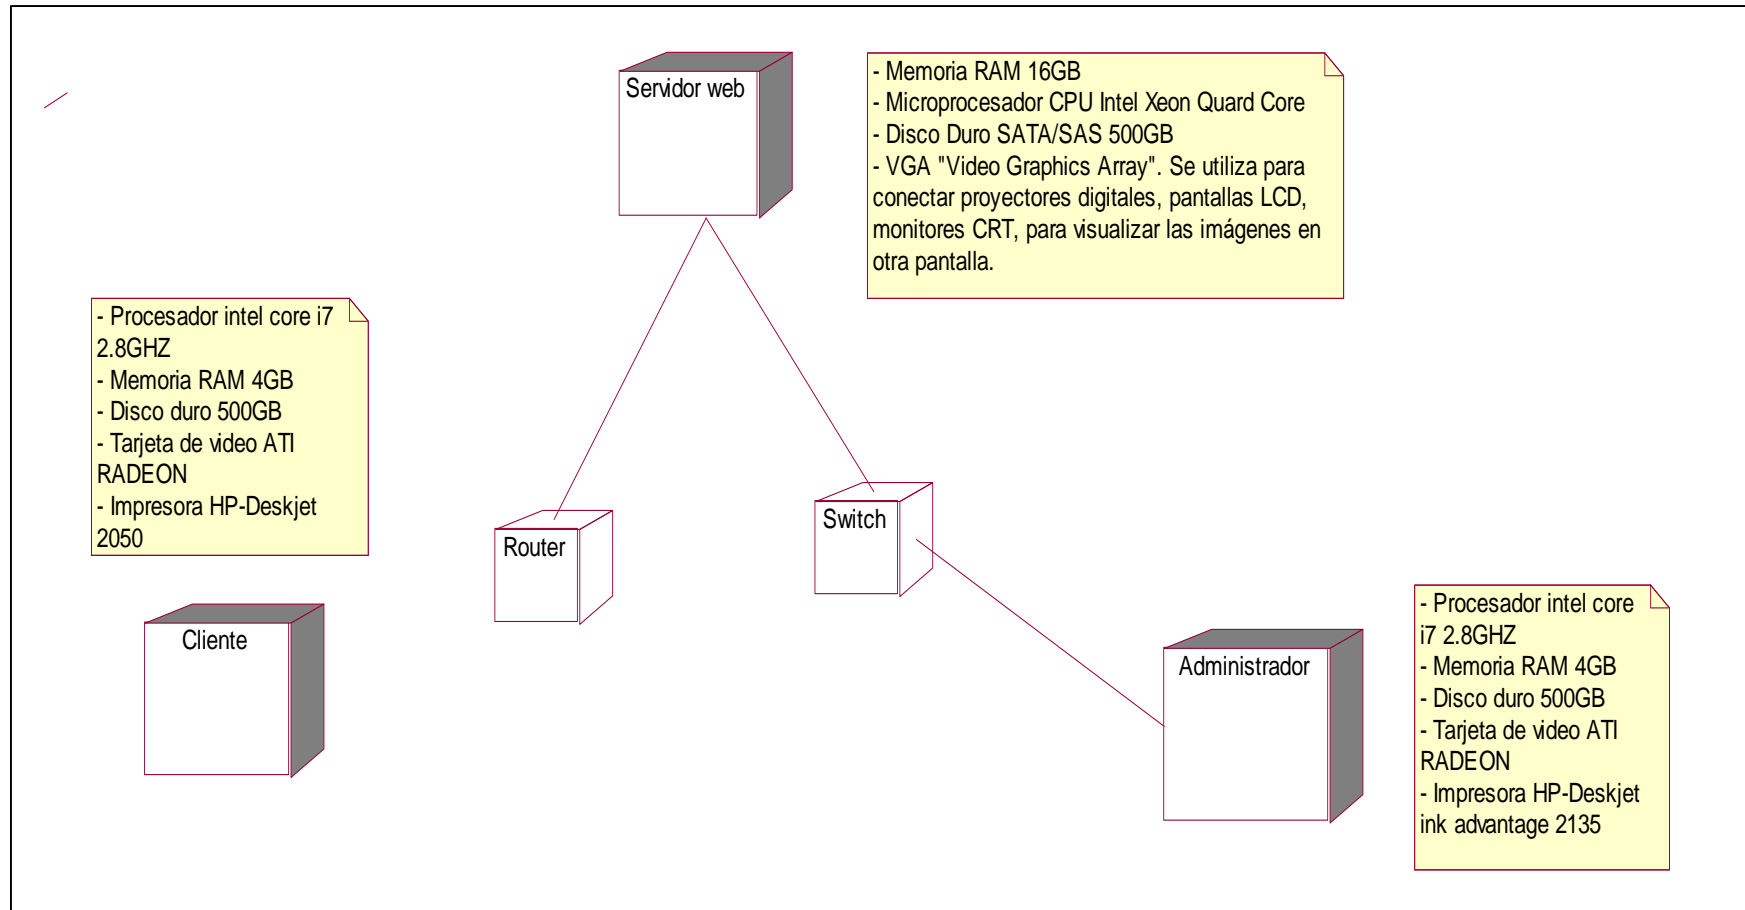 Servidor web
- Memoria RAM 16GB
- Microprocesador CPU Intel Xeon Quard Core
- Disco Duro SATA/SAS 500GB
- VGA "Video Graphics Array". Se utiliza para
conectar proyectores digitales, pantallas LCD,
monitores CRT, para visualizar las imágenes en
otra pantalla.
- Procesador intel core i7
2.8GHZ
- Memoria RAM 4GB
- Disco duro 500GB
- Tarjeta de video ATI
RADEON
- Impresora HP-Deskjet
2050
Router
Switch
Cliente
Administrador
- Procesador intel core
i7 2.8GHZ
- Memoria RAM 4GB
- Disco duro 500GB
- Tarjeta de video ATI
RADEON
- Impresora HP-Deskjet
ink advantage 2135